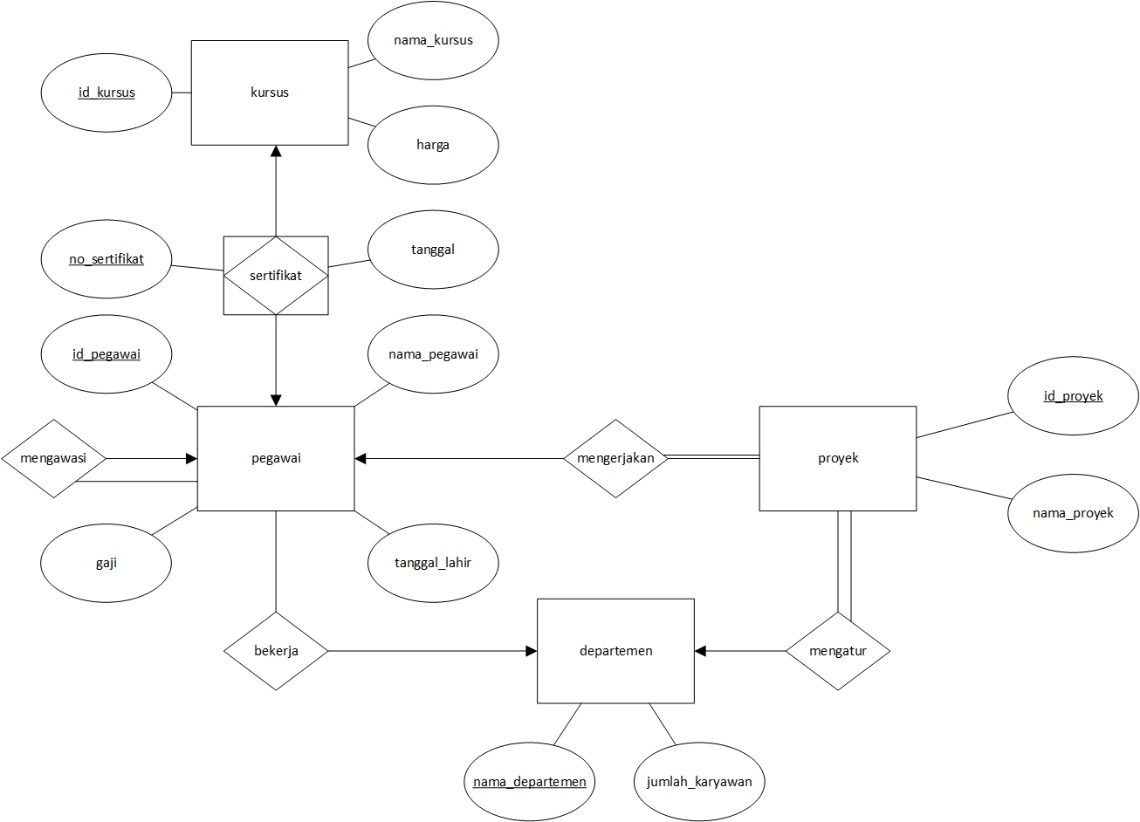 nama_kursus
id_kursus
kursus
harga
no_sertifikat
sertifikat
tanggal
id_pegawai
nama_pegawai
mengawasi
pegawai
mengerjakan
proyek
id_proyek
nama_proyek
gaji
tanggal_lahir
bekerja
departemen
mengatur
nama_departemen
jumlah_karyawan